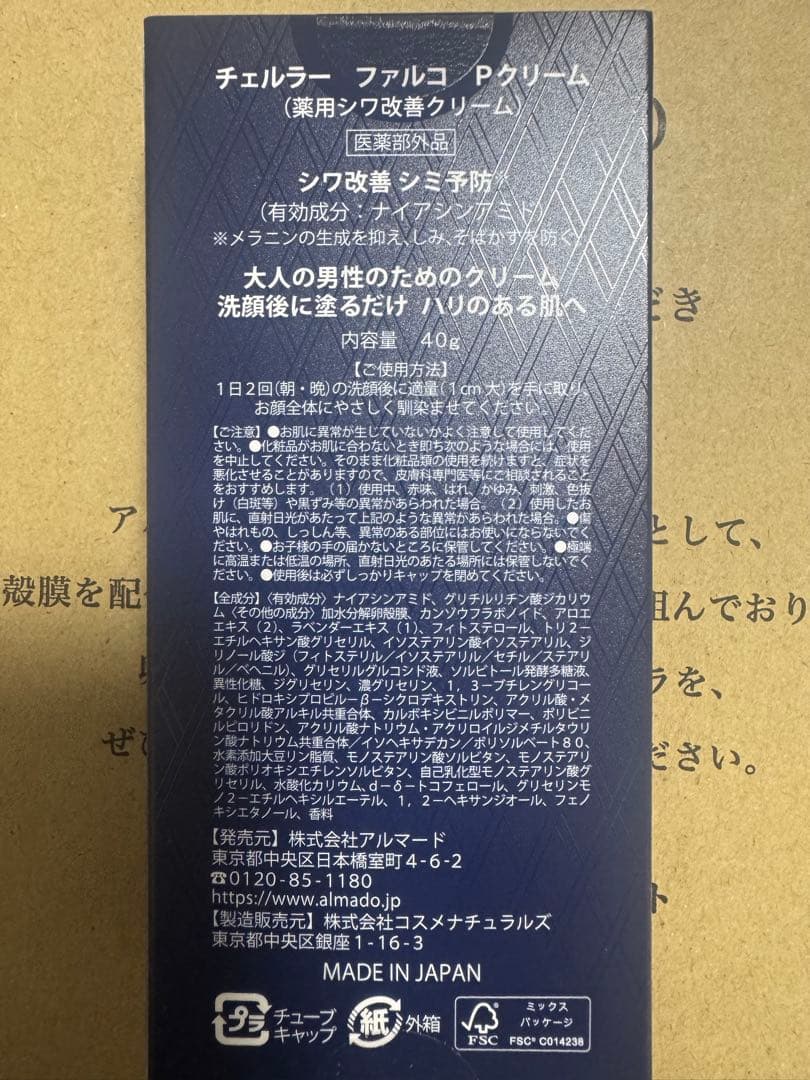 チェルラー ファルコ Pクリーム
(薬用シワ改善クリーム)
医薬部外品
シワ改善 シミ予防※
(有効成分:ナイアシンアミド)
※メラニンの生成を抑え、しみ、そばかすを防ぐ。
大人の男性のためのクリーム
洗顔後に塗るだけ ハリのある肌へ
内容量 40g
【ご使用方法】
1日2回(朝・晩)の洗顔後に適量(1cm大)を手に取り、
お顔全体にやさしく馴染ませてください。
【ご注意】●お肌に異常が生じていないかよく注意して使用してくだ
さい。●化粧品がお肌に合わないとき即ち次のような場合には、使用
を中止してください。そのまま化粧品類の使用を続けますと、症状を
悪化させることがありますので、皮膚科専門医等にご相談されること
をおすすめします。(1)使用中、赤味、はれ、かゆみ、刺激、色抜
け(白斑等)や黒ずみ等の異常があらわれた場合。(2)使用したお
肌に、直射日光があたって上記のような異常があらわれた場合。●傷
やはれもの、しっしん等、異常のある部位にはお使いにならないでく
ださい。●お子様の手の届かないところに保管してください。●極端
に高温または低温の場所、直射日光のあたる場所には保管しないでく
ださい。●使用後は必ずしっかりキャップを閉めてください。
【全成分】〈有効成分〉ナイアシンアミド、グリチルリチン酸ジカリウ
ム〈その他の成分〉加水分解卵殻膜、カンゾウフラボノイド、アロエ
エキス(2)、ラベンダーエキス(1)、フィトステロール、トリ2-
エチルヘキサン酸グリセリル、イソステアリン酸イソステアリル、ジ
リノール酸ジ(フィトステリル/イソステアリル/セチル/ステアリ
ル/ベヘニル)、グリセリルグルコシド液、ソルビトール発酵多糖液、
異性化糖、ジグリセリン、濃グリセリン、1,3-ブチレングリコー
ル、ヒドロキシプロピル-β-シクロデキストリン、アクリル酸・メ
タクリル酸アルキル共重合体、カルボキシビニルポリマー、ポリビニ
ルピロリドン、アクリル酸ナトリウム・アクリロイルジメチルタウリ
ン酸ナトリウム共重合体/イソヘキサデカン/ポリソルベート80、
水素添加大豆リン脂質、モノステアリン酸ソルビタン、モノステアリ
ン酸ポリオキシエチレンソルビタン、自己乳化型モノステアリン酸グ
リセリル、水酸化カリウム、d-δ-トコフェロール、グリセリンモ
ノ2-エチルヘキシルエーテル、1,2-ヘキサンジオール、フェノ
キシエタノール、香料
【発売元】株式会社アルマード
東京都中央区日本橋室町4-6-2
☎0120-85-1180
https://www.almado.jp
【製造販売元】株式会社コスメナチュラルズ
東京都中央区銀座1-16-3
MADE IN JAPAN
プラ チューブ キャップ
紙 外箱
FSC ミックス パッケージ FSC® C014238
だき
ア
として、
殻膜を配
組んでおり
ラを、
ぜひ
ださい。
ト